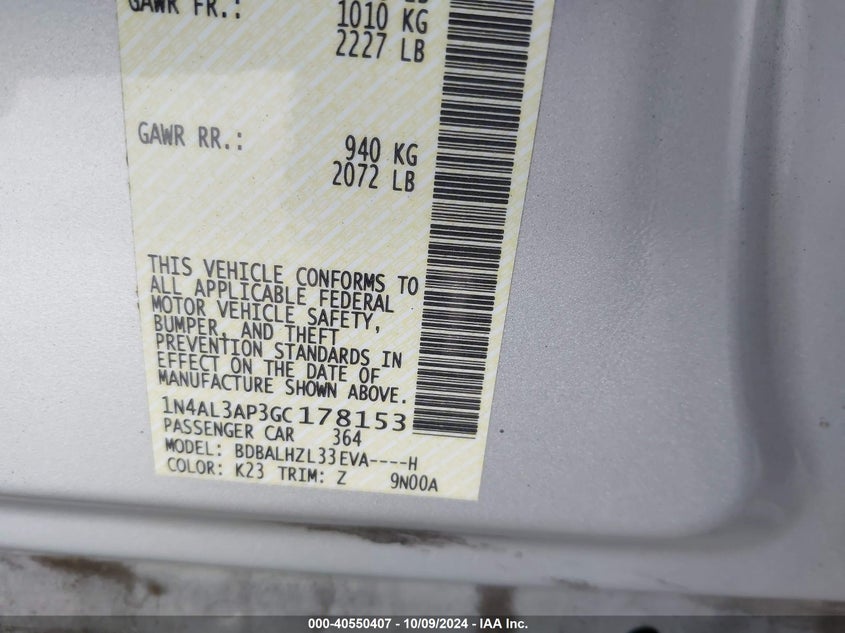 GAWR FR.: 1010 KG
2227 LB
GAWR RR.: 940 KG
2072 LB
THIS VEHICLE CONFORMS TO
ALL APPLICABLE FEDERAL
MOTOR VEHICLE SAFETY,
BUMPER, AND THEFT
PREVENTION STANDARDS IN
EFFECT ON THE DATE OF
MANUFACTURE SHOWN ABOVE.
1N4AL3AP3GC178153
PASSENGER CAR 364
MODEL: BDBALHZL33EVA----H
COLOR: K23 TRIM: Z 9N00A
000-40550407 - 10/09/2024 - IAA Inc.